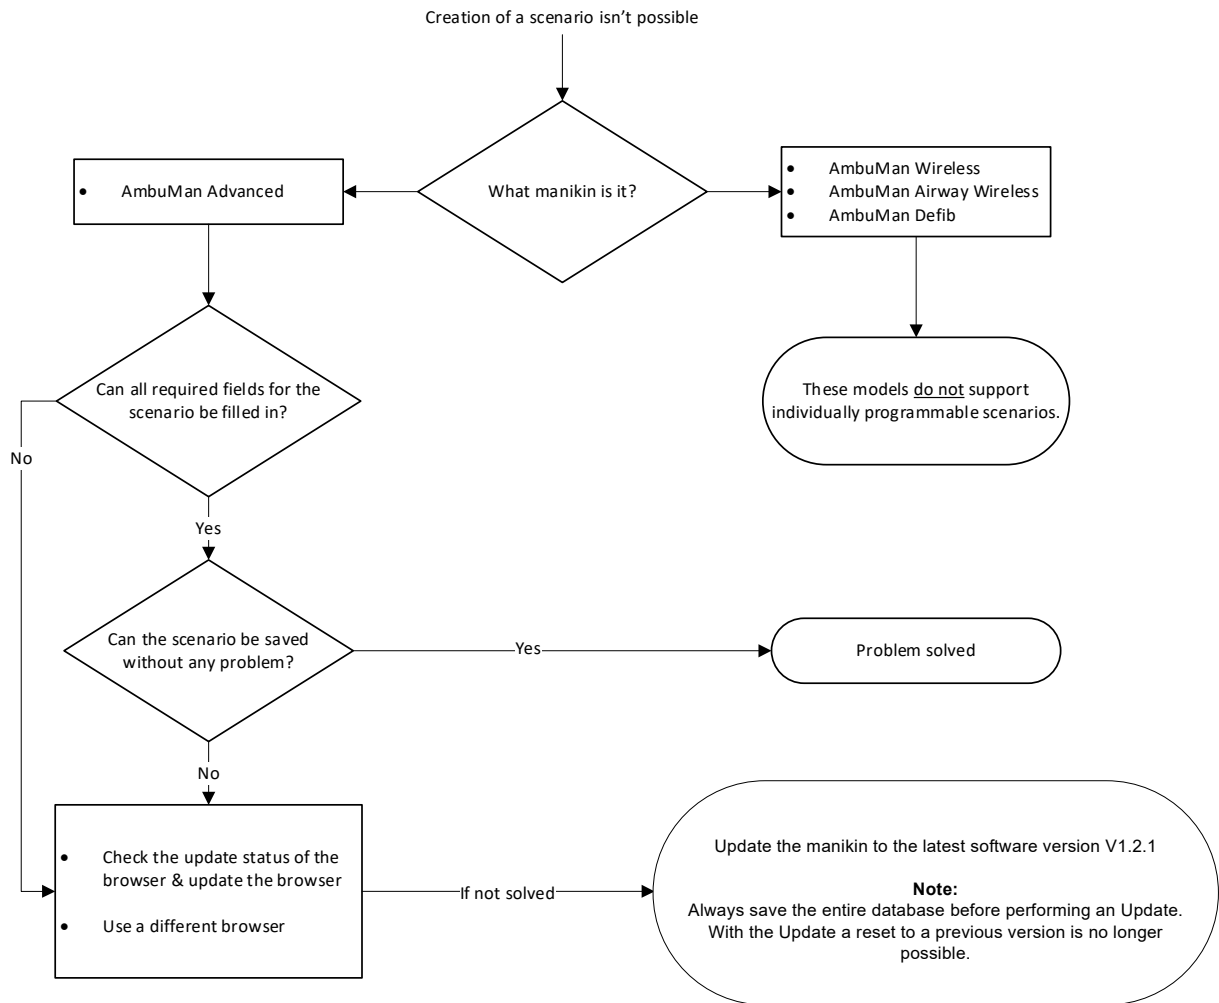 Creation of a scenario isn’t possible
What manikin is it?
• AmbuMan Advanced
• AmbuMan Wireless
• AmbuMan Airway Wireless
• AmbuMan Defib
Can all required fields for the
scenario be filled in?
These models do not support
individually programmable scenarios.
No
Yes
Can the scenario be saved
without any problem?
Yes
Problem solved
No
• Check the update status of the
browser & update the browser
• Use a different browser
If not solved
Update the manikin to the latest software version V1.2.1
Note:
Always save the entire database before performing an Update.
With the Update a reset to a previous version is no longer
possible.